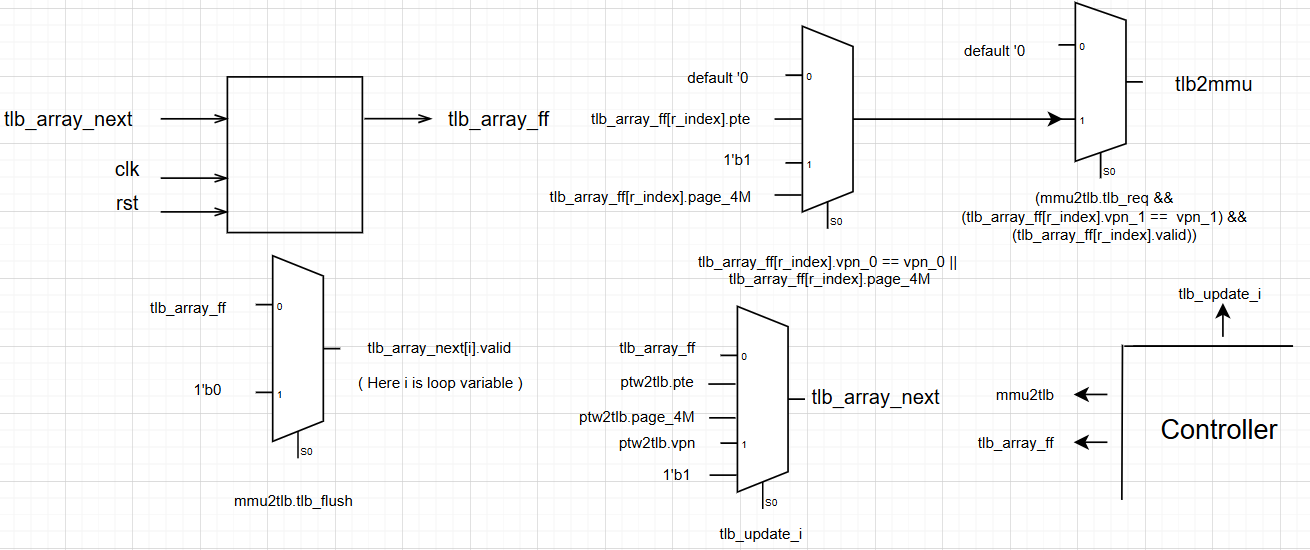 tlb_array_next
clk
rst
tlb_array_ff
default '0
0
tlb_array_ff[r_index].pte
1'b1
1
tlb_array_ff[r_index].page_4M
S0
tlb_array_ff[r_index].vpn_0 == vpn_0 ||
tlb_array_ff[r_index].page_4M
default '0
0
1
S0
tlb2mmu
(mmu2tlb.tlb_req &&
(tlb_array_ff[r_index].vpn_1 == vpn_1) &&
(tlb_array_ff[r_index].valid))
tlb_array_ff
0
1'b0
1
S0
tlb_array_next[i].valid
( Here i is loop variable )
mmu2tlb.tlb_flush
tlb_array_ff
0
ptw2tlb.pte
ptw2tlb.page_4M
ptw2tlb.vpn
1
1'b1
S0
tlb_array_next
tlb_update_i
tlb_update_i
mmu2tlb
tlb_array_ff
Controller